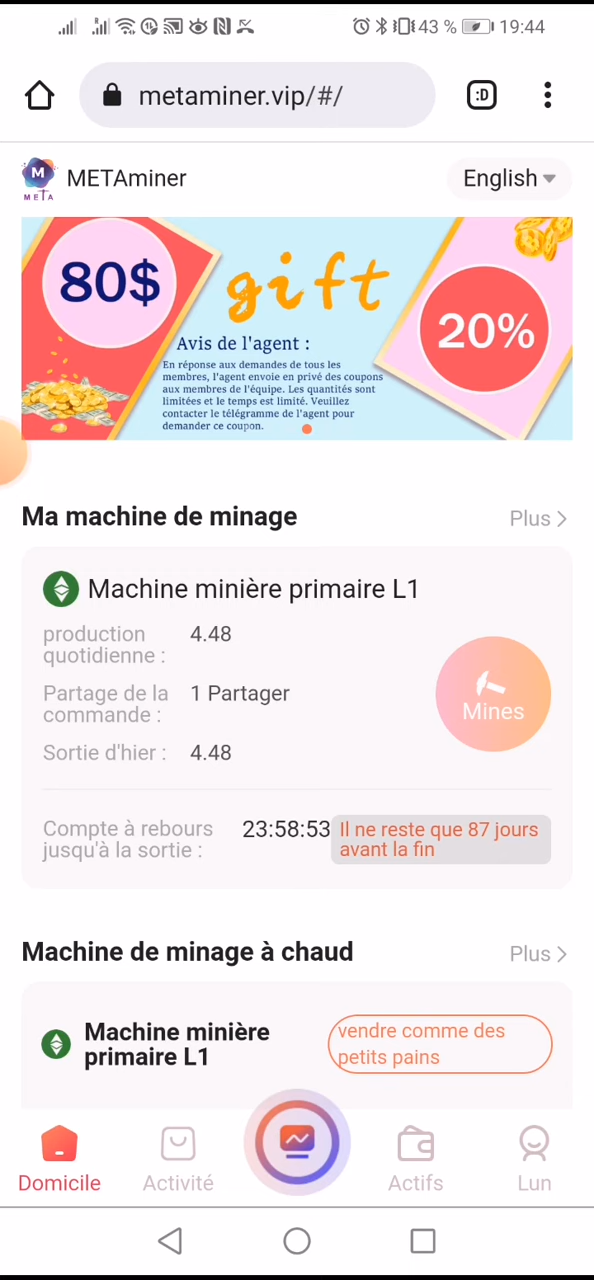 43 % 19:44
metaminer.vip/#/ :D
METAminer English
M
META
80$ gift 20%
Avis de l'agent :
En réponse aux demandes de tous les
membres, l'agent envoie en privé des coupons
aux membres de l'équipe. Les quantités sont
limitées et le temps est limité. Veuillez
contacter le télégramme de l'agent pour
demander ce coupon.
Ma machine de minage Plus
Machine minière primaire L1
production
quotidienne : 4.48
Partage de la
commande : 1 Partager
Mines
Sortie d'hier : 4.48
Compte à rebours
jusqu'à la sortie : 23:58:53
Il ne reste que 87 jours
avant la fin
Machine de minage à chaud Plus
Machine minière
primaire L1
vendre comme des
petits pains
Domicile Activité Actifs Lun